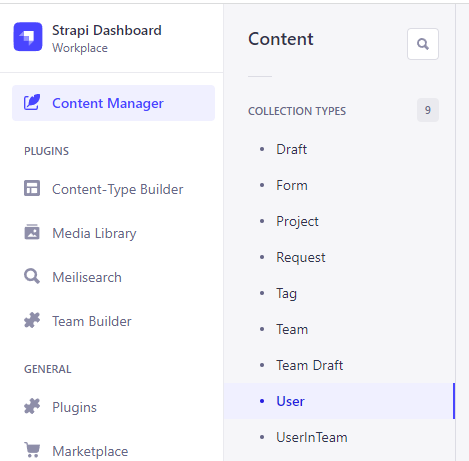 Strapi Dashboard
Workplace
Content Manager
PLUGINS
Content-Type Builder
Media Library
Meilisearch
Team Builder
GENERAL
Plugins
Marketplace
Content
COLLECTION TYPES 9
Draft
Form
Project
Request
Tag
Team
Team Draft
User
UserInTeam